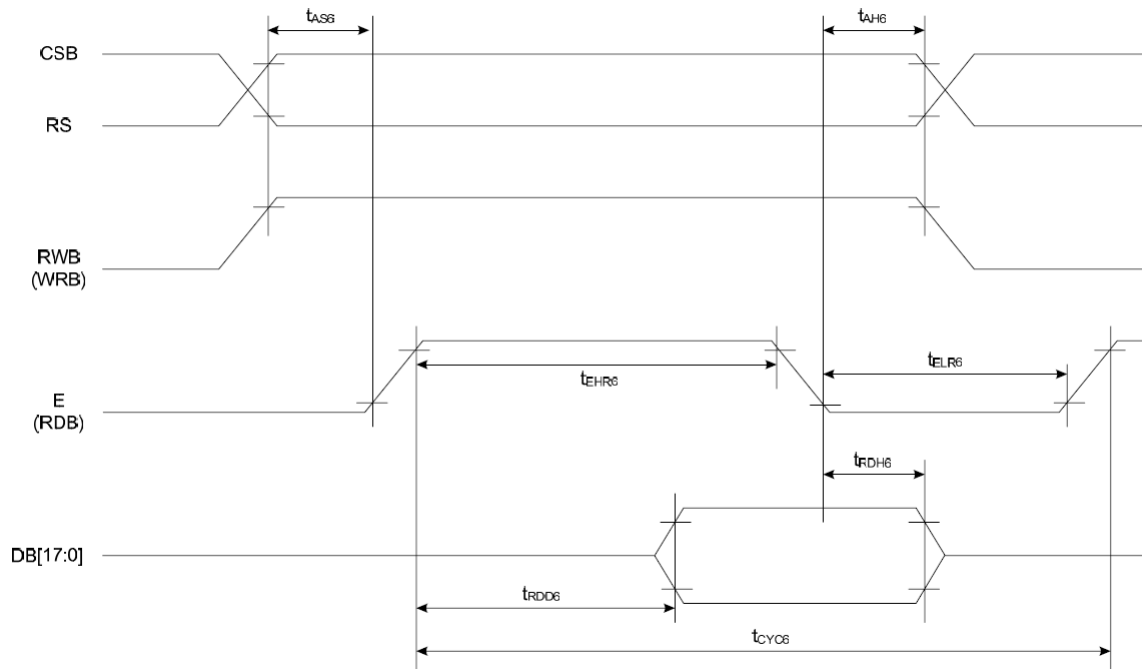 tAS6
tAH6
CSB
RS
RWB
(WRB)
tEHR6
tELR6
E
(RDB)
tRDH6
DB[17:0]
tRDD6
tCYC6